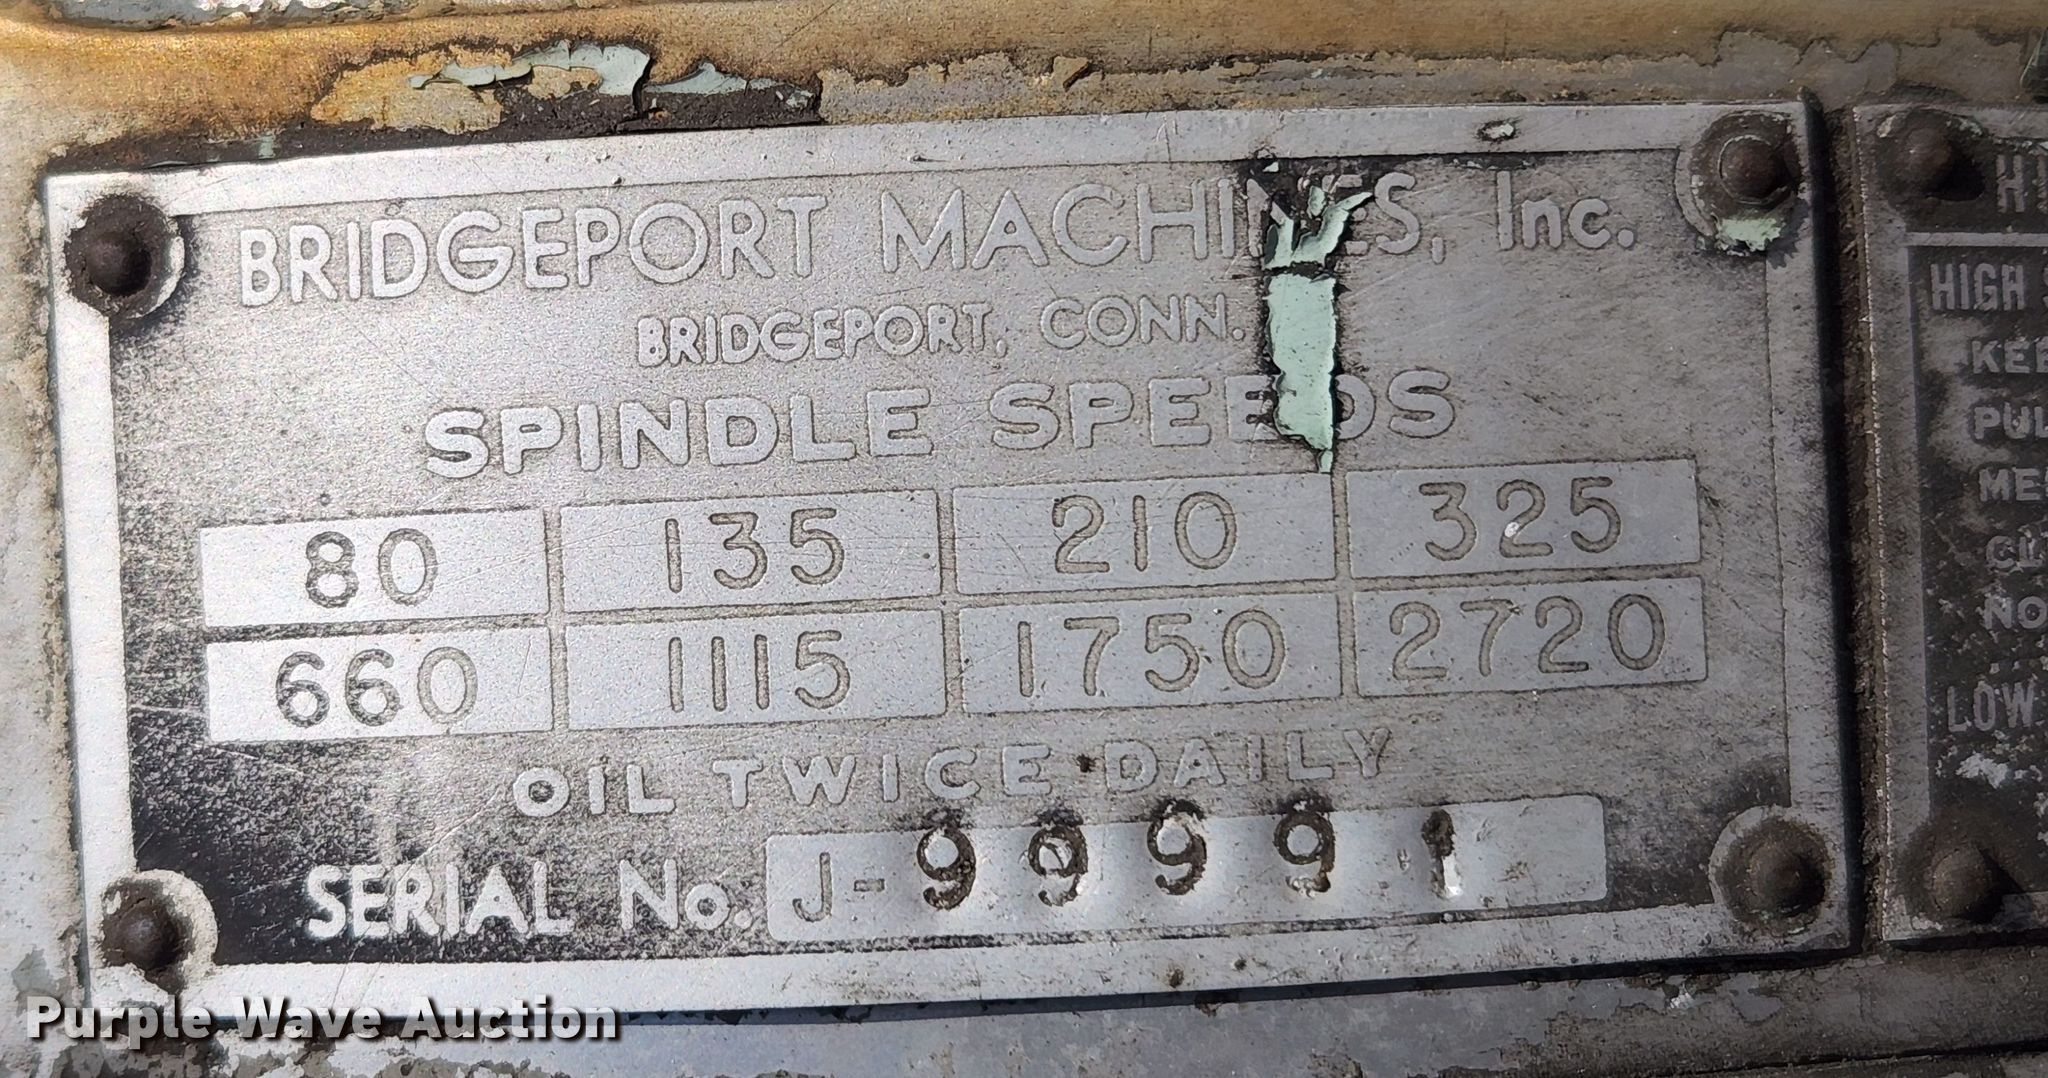 BRIDGEPORT MACHINES, Inc.
BRIDGEPORT, CONN.
SPINDLE SPEEDS
80 135 210 325
660 1115 1750 2720
OIL TWICE DAILY
SERIAL No. J-99991
HIGH
LOW
Purple Wave Auction